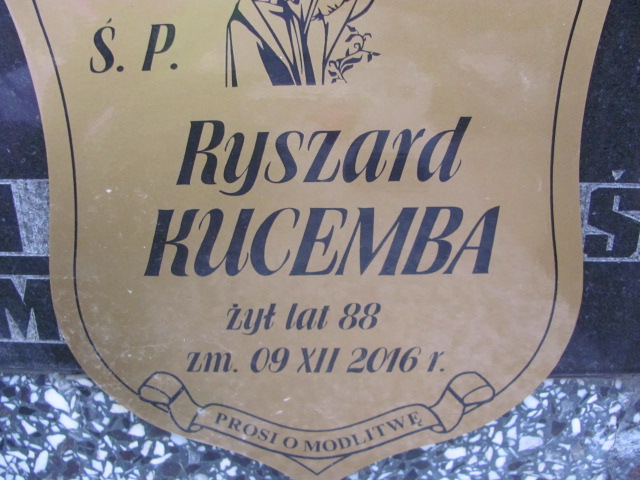 Ś. P.
Ryszard
KUCEMBA
żył lat 88
zm. 09 XII 2016 r.
PROSI O MODLITWĘ